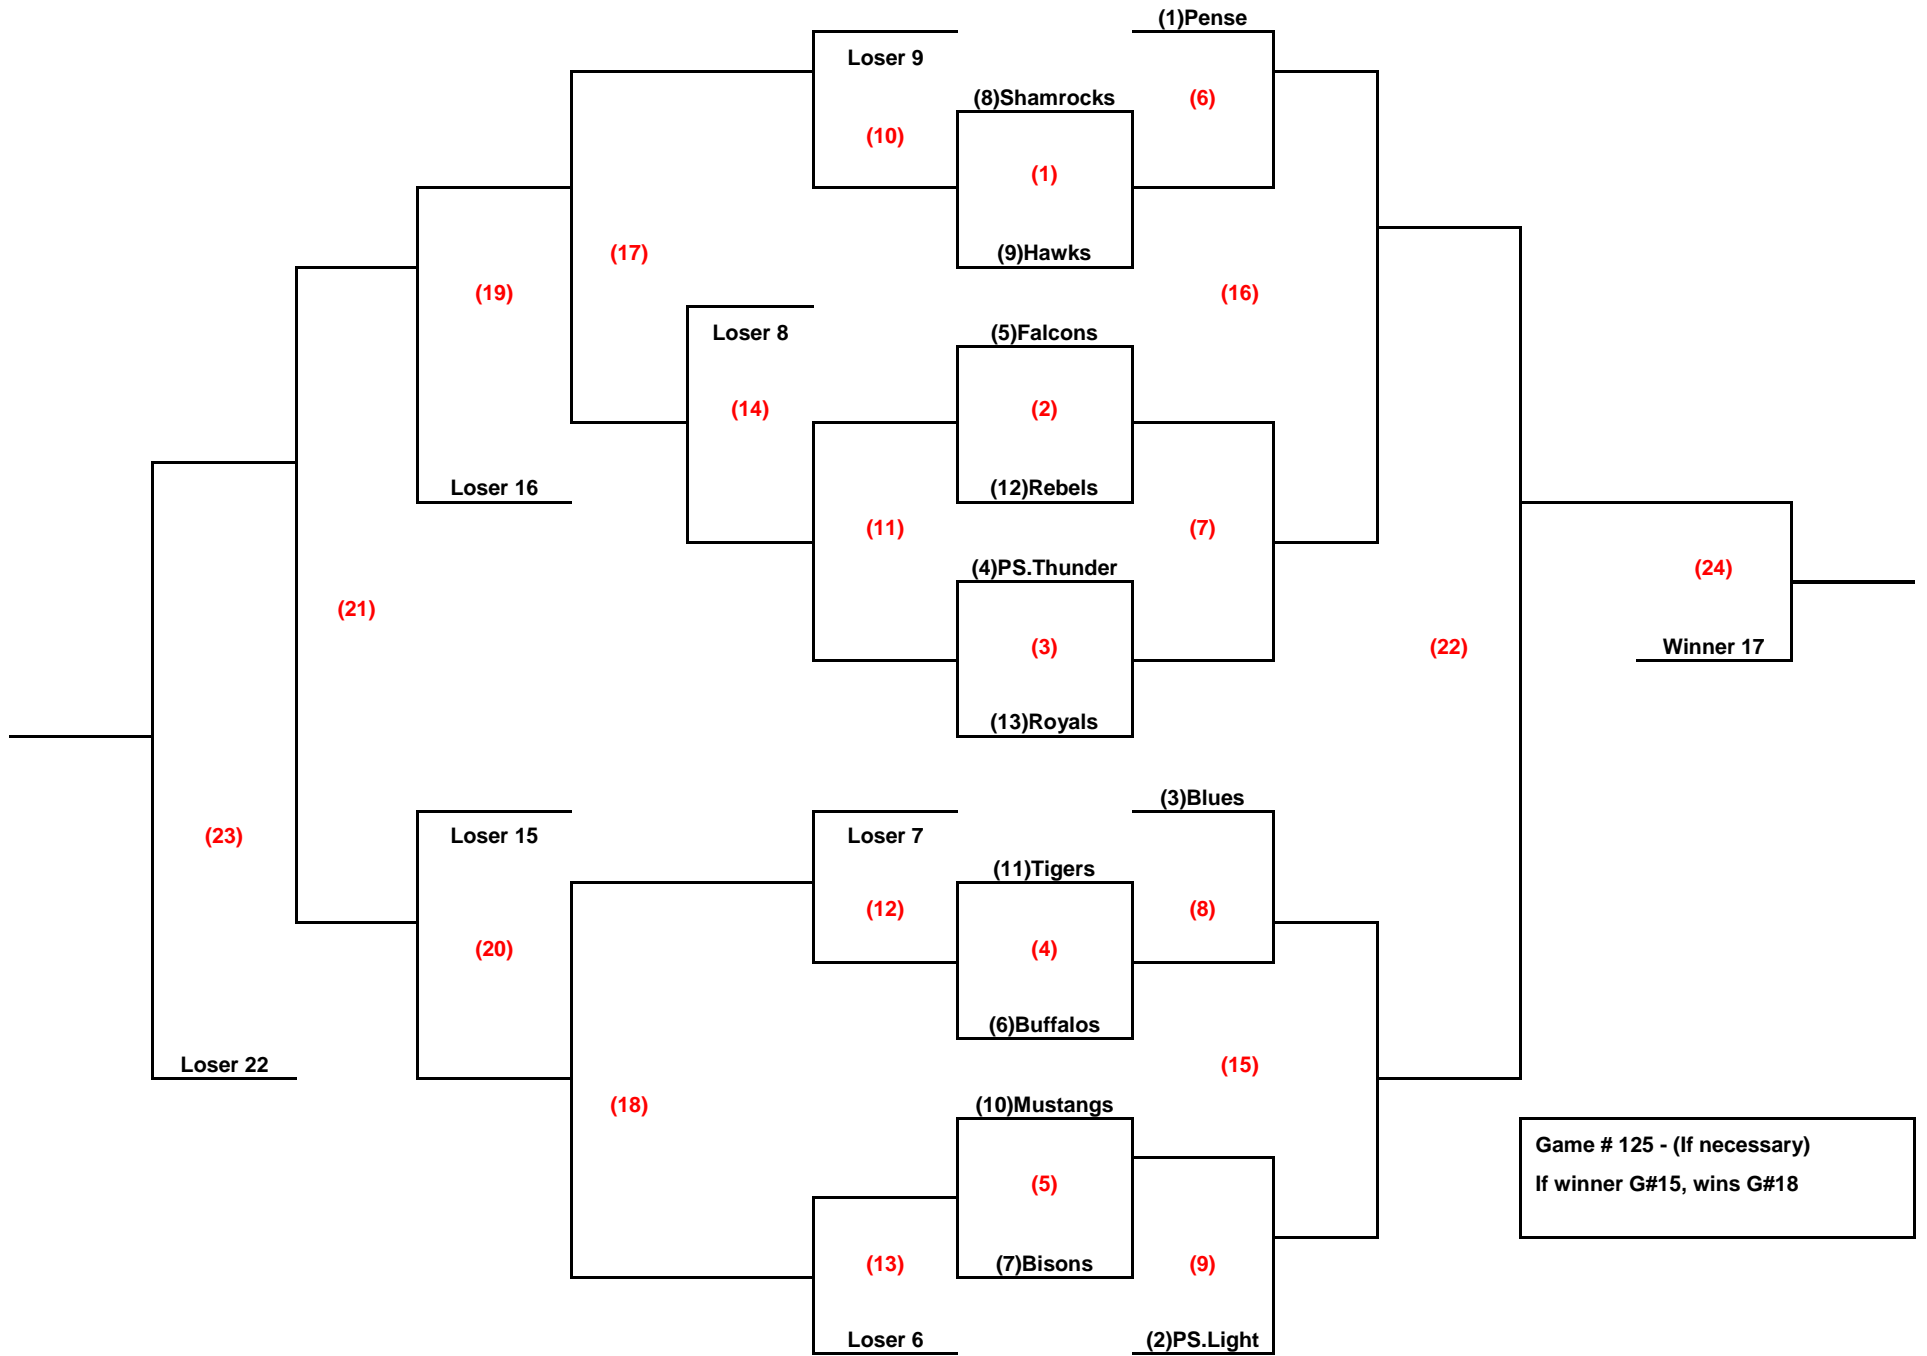 (1)Pense
Loser 9
(8)Shamrocks
(6)
(10)
(1)
(9)Hawks
(17)
(19)
(16)
Loser 8
(5)Falcons
(14)
(2)
Loser 16
(12)Rebels
(11)
(7)
(4)PS.Thunder
(24)
(21)
(3)
(22)
Winner 17
(13)Royals
(3)Blues
(23)
Loser 15
Loser 7
(11)Tigers
(12)
(8)
(20)
(4)
(6)Buffalos
Loser 22
(15)
(18)
(10)Mustangs
Game # 125 - (If necessary)
(5)
If winner G#15, wins G#18
(13)
(7)Bisons
(9)
Loser 6
(2)PS.Light